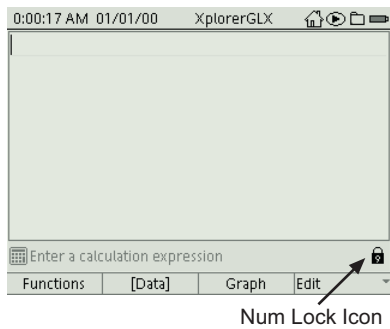 0:00:17 AM 01/01/00 XplorerGLX
Enter a calculation expression
Functions [Data] Graph Edit
Num Lock Icon